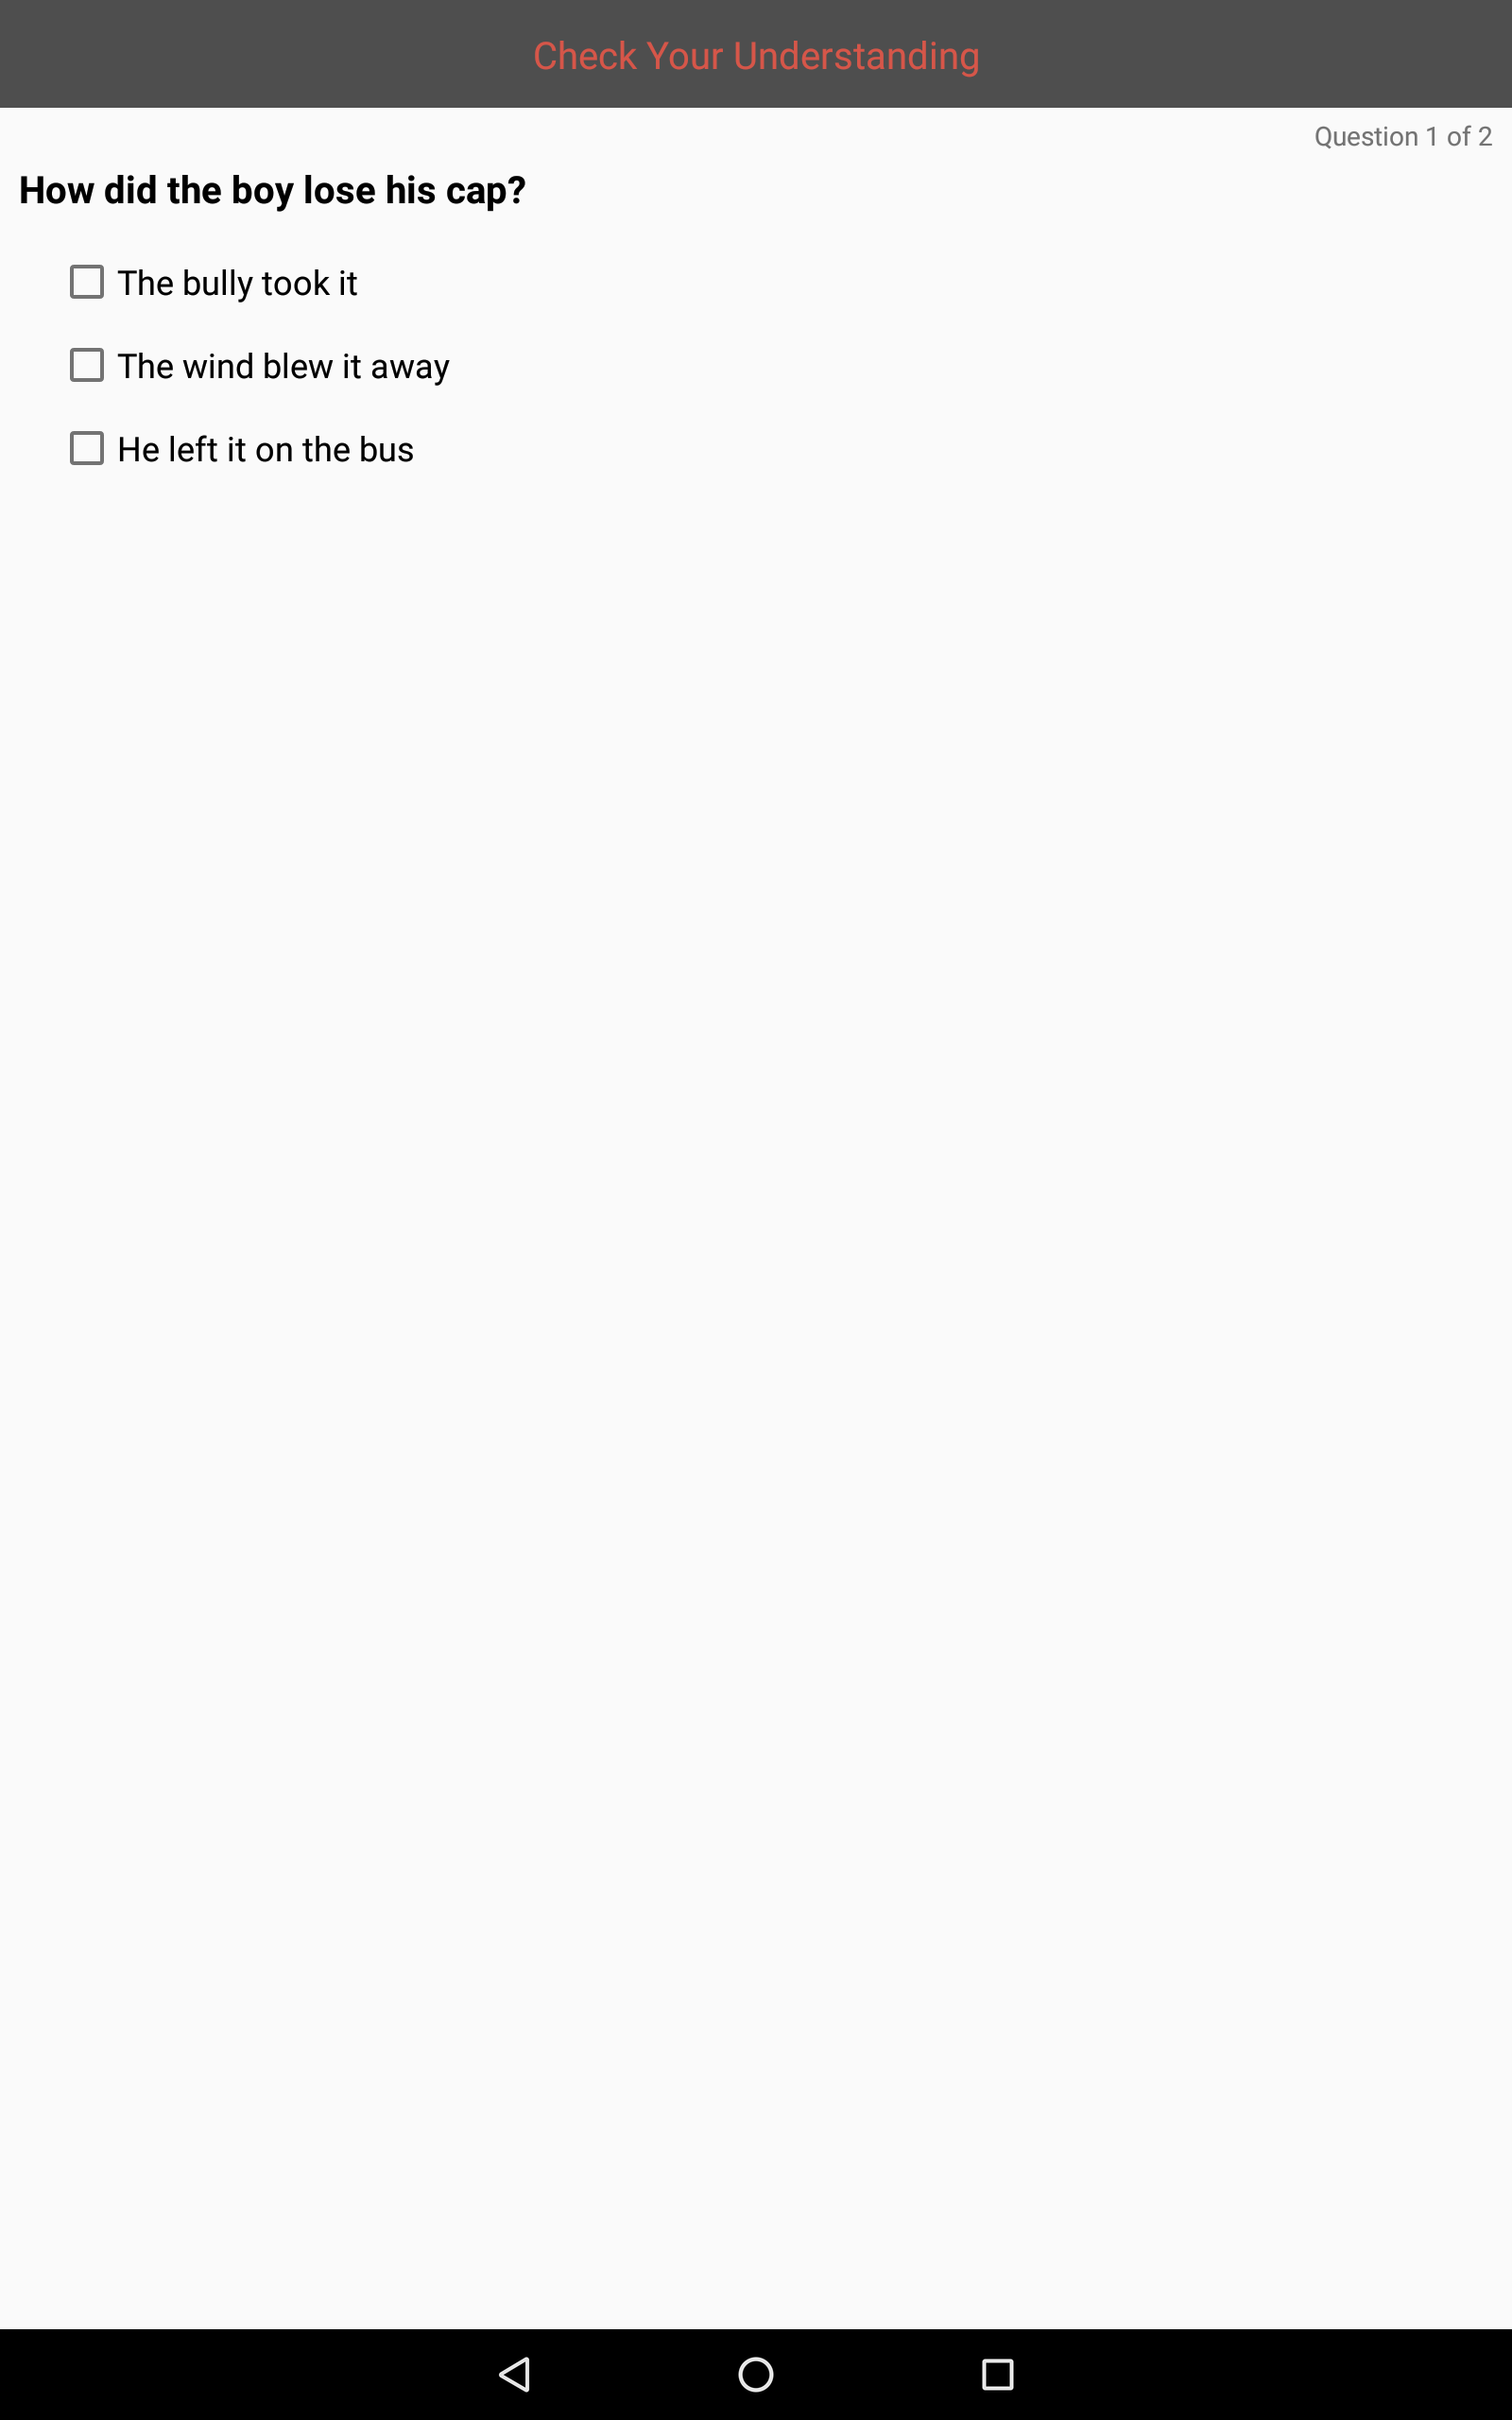 Check Your Understanding
Question 1 of 2
How did the boy lose his cap?
The bully took it
The wind blew it away
He left it on the bus